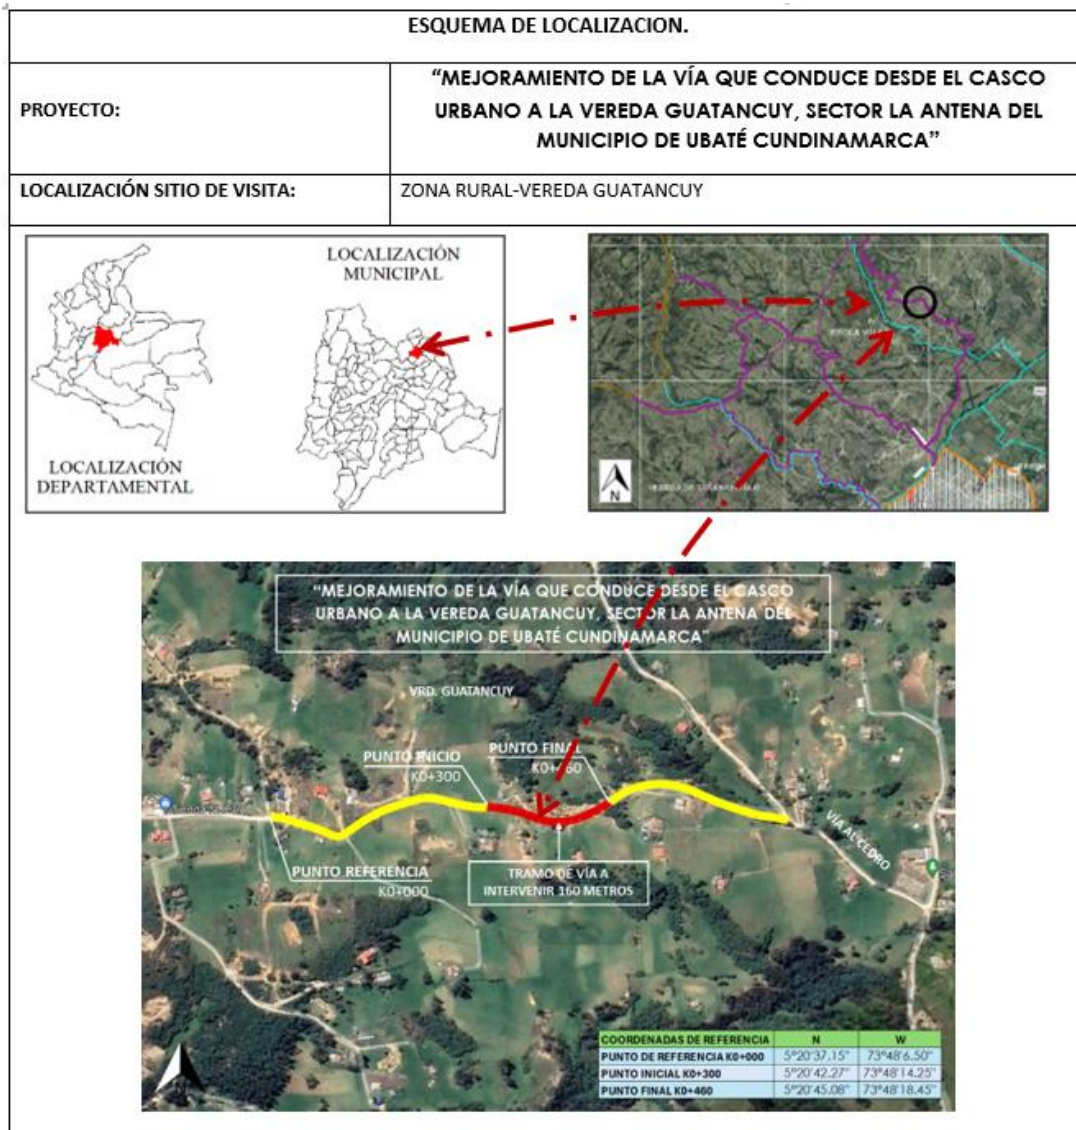 ESQUEMA DE LOCALIZACION.
PROYECTO:
“MEJORAMIENTO DE LA VÍA QUE CONDUCE DESDE EL CASCO
URBANO A LA VEREDA GUATANCUY, SECTOR LA ANTENA DEL
MUNICIPIO DE UBATÉ CUNDINAMARCA”
LOCALIZACIÓN SITIO DE VISITA:
ZONA RURAL-VEREDA GUATANCUY
LOCALIZACIÓN
MUNICIPAL
LOCALIZACIÓN
DEPARTAMENTAL
N
“MEJORAMIENTO DE LA VÍA QUE CONDUCE DESDE EL CASCO
URBANO A LA VEREDA GUATANCUY, SECTOR LA ANTENA DEL
MUNICIPIO DE UBATÉ CUNDINAMARCA”
VRD. GUATANCUY
PUNTO INICIO
K0+300
PUNTO FINAL
K0+460
PUNTO REFERENCIA
K0+000
TRAMO DE VÍA A
INTERVENIR 160 METROS
VÍA AL CEDRO
COORDENADAS DE REFERENCIA N W
PUNTO DE REFERENCIA K0+000 5°20'37.15" 73°48'6.50"
PUNTO INICIAL K0+300 5°20'42.27" 73°48'14.25"
PUNTO FINAL K0+460 5°20'45.08" 73°48'18.45"
N